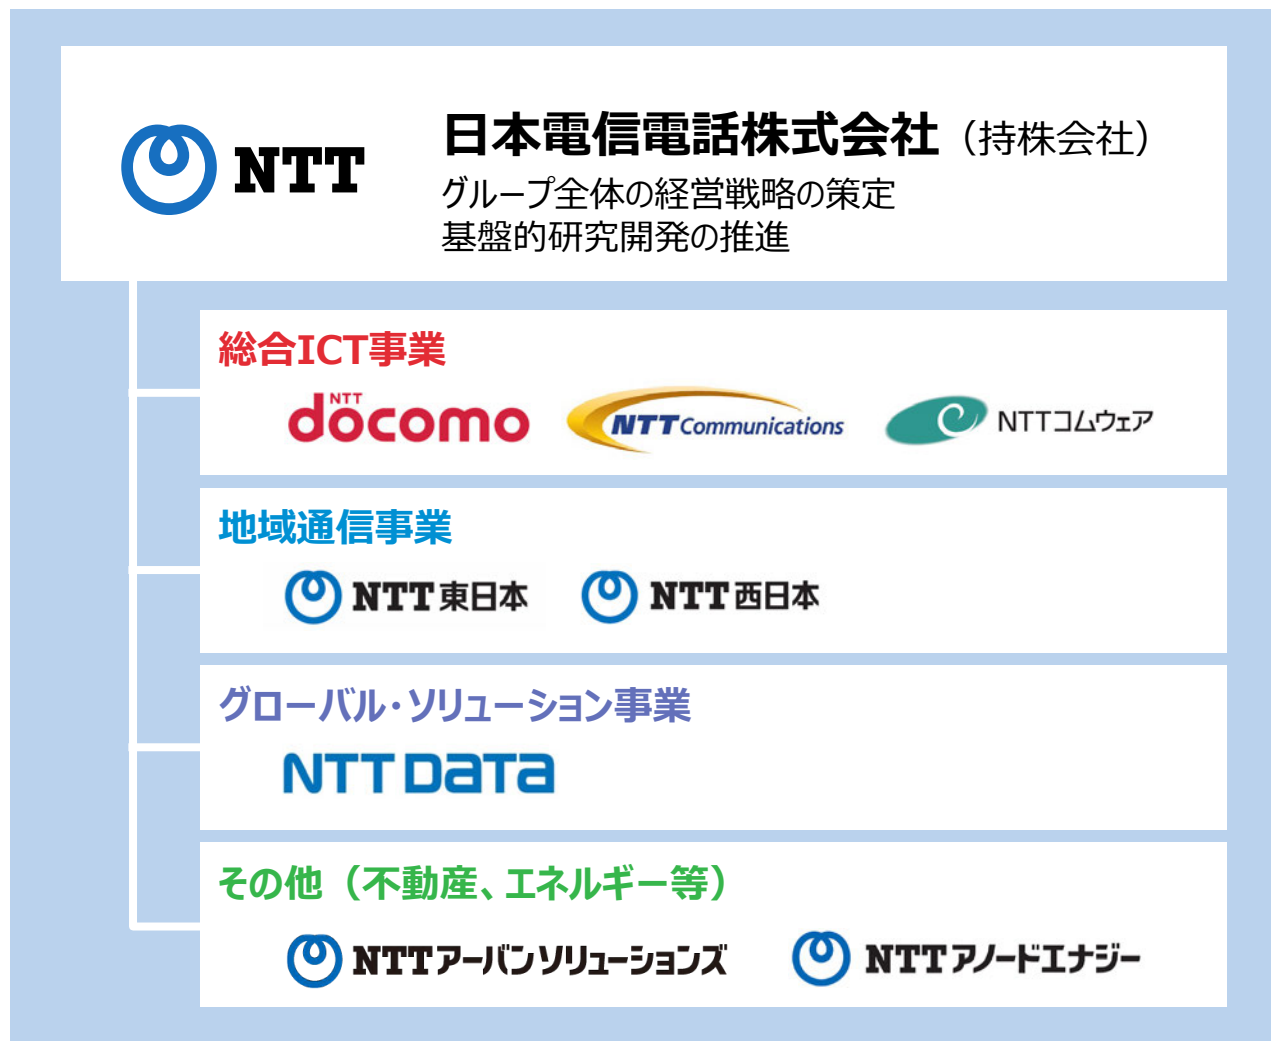 NTT
日本電信電話株式会社（持株会社）
グループ全体の経営戦略の策定
基盤的研究開発の推進
総合ICT事業
NTT
docomo
NTT Communications
NTTコムウェア
地域通信事業
NTT東日本
NTT西日本
グローバル・ソリューション事業
NTT DATA
その他（不動産、エネルギー等）
NTTアーバンソリューションズ
NTTアノードエナジー